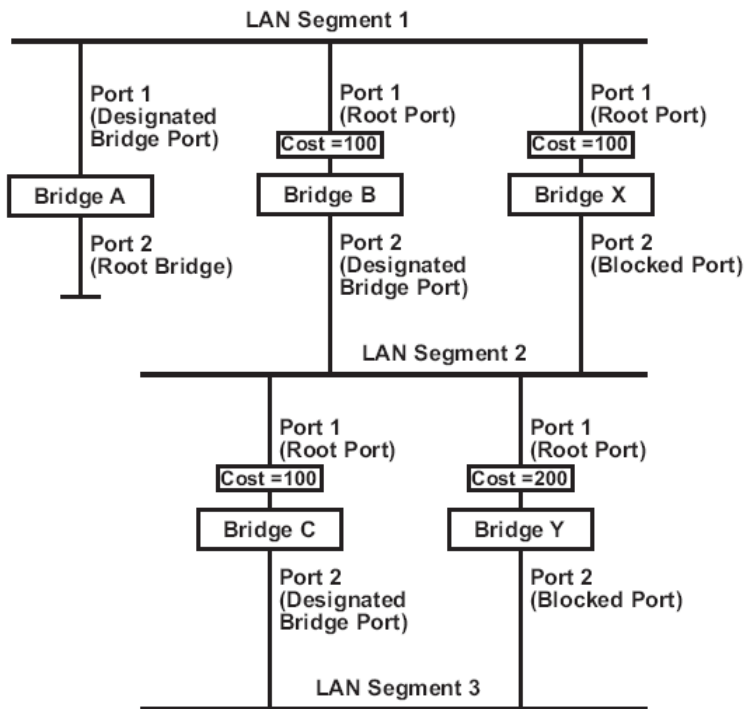 LAN Segment 1
Port 1
(Designated
Bridge Port)
Port 1
(Root Port)
Cost =100
Port 1
(Root Port)
Cost =100
Bridge A
Bridge B
Bridge X
Port 2
(Root Bridge)
Port 2
(Designated
Bridge Port)
Port 2
(Blocked Port)
LAN Segment 2
Port 1
(Root Port)
Cost =100
Port 1
(Root Port)
Cost =200
Bridge C
Bridge Y
Port 2
(Designated
Bridge Port)
Port 2
(Blocked Port)
LAN Segment 3